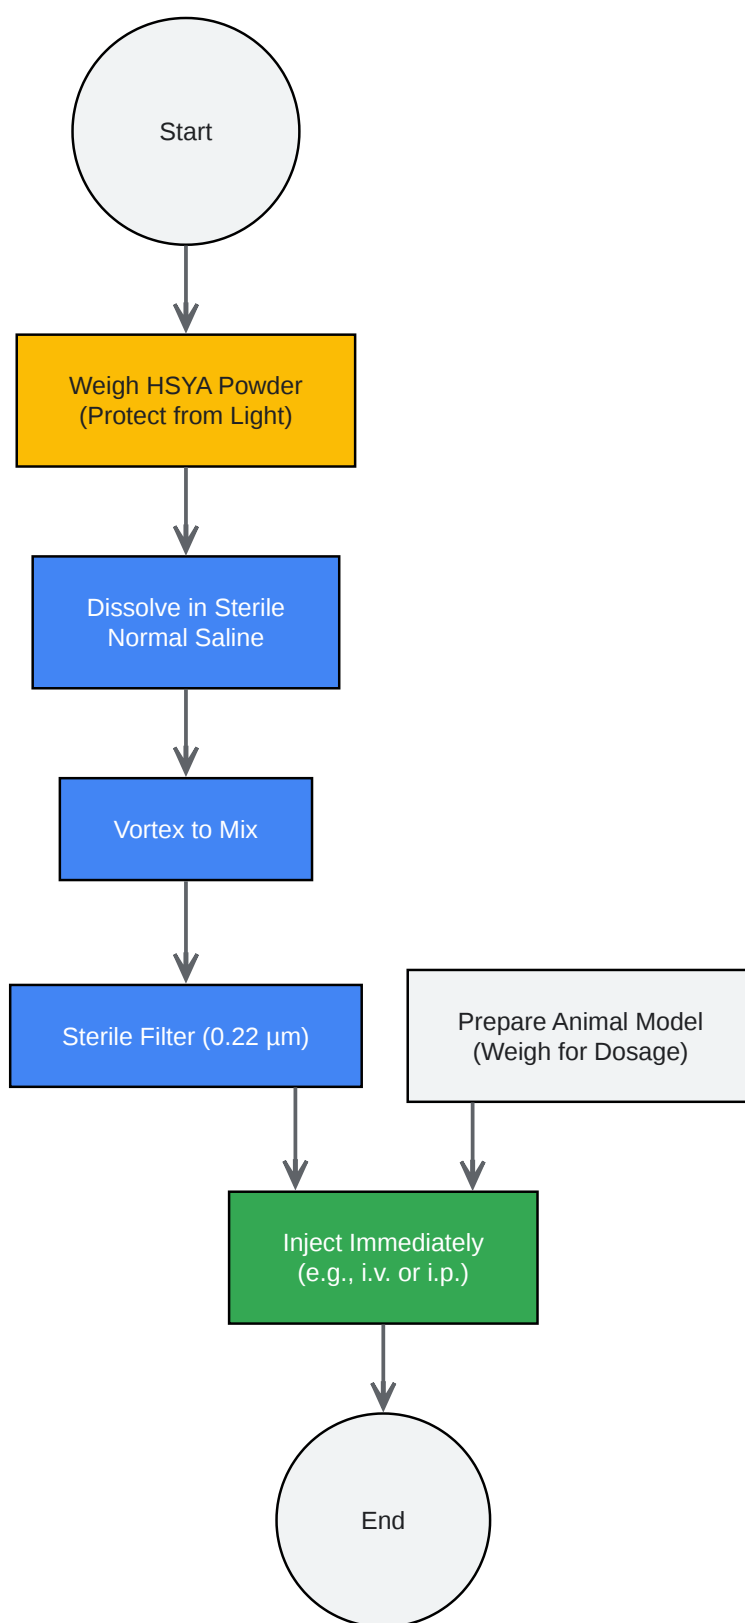 Start
Weigh HSYA Powder
(Protect from Light)
Dissolve in Sterile
Normal Saline
Vortex to Mix
Sterile Filter (0.22 µm)
Prepare Animal Model
(Weigh for Dosage)
Inject Immediately
(e.g., i.v. or i.p.)
End